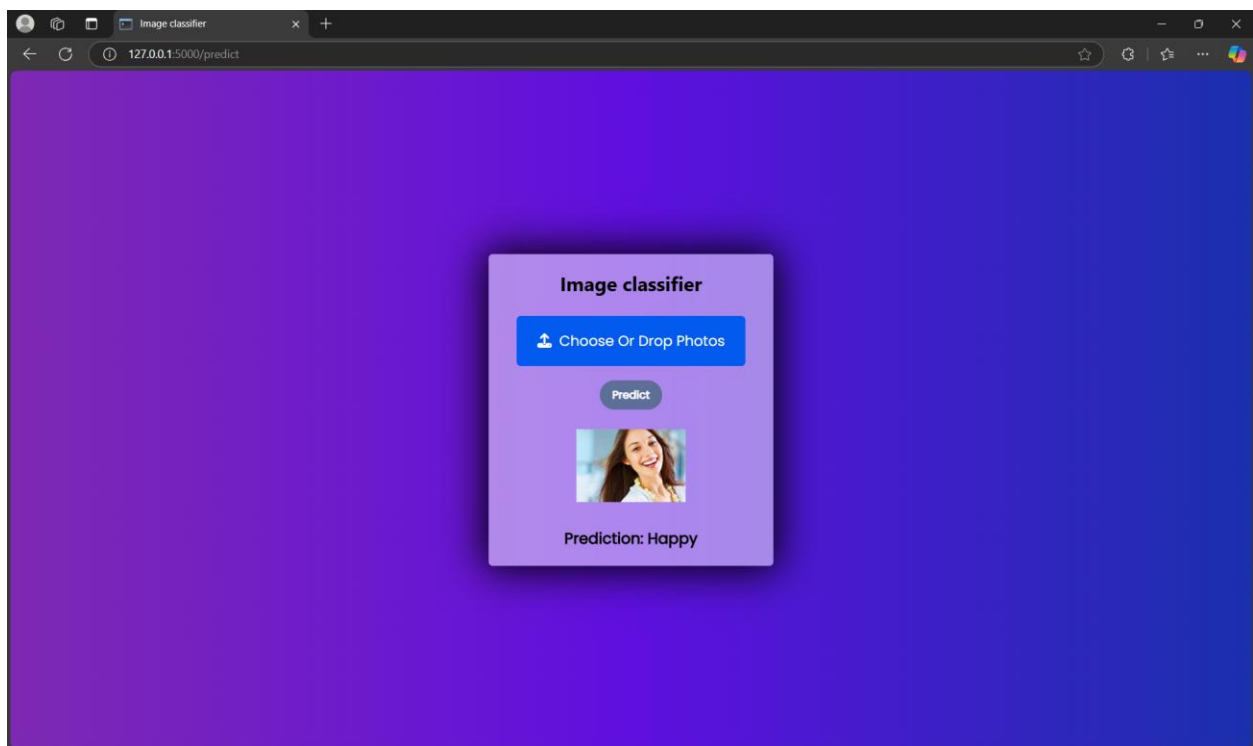 Image classifier
127.0.0.1:5000/predict
Image classifier
Choose Or Drop Photos
Predict
Prediction: Happy